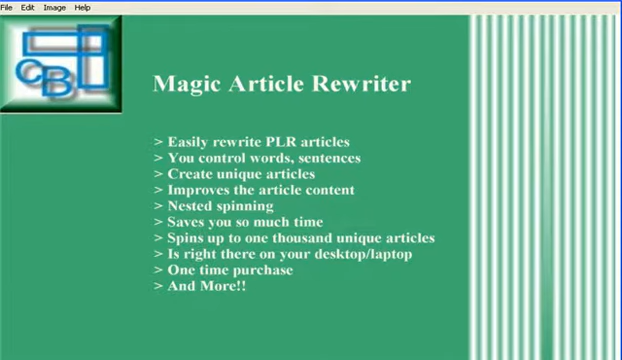 File Edit Image Help
CB
Magic Article Rewriter
> Easily rewrite PLR articles
> You control words, sentences
> Create unique articles
> Improves the article content
> Nested spinning
> Saves you so much time
> Spins up to one thousand unique articles
> Is right there on your desktop/laptop
> One time purchase
> And More!!